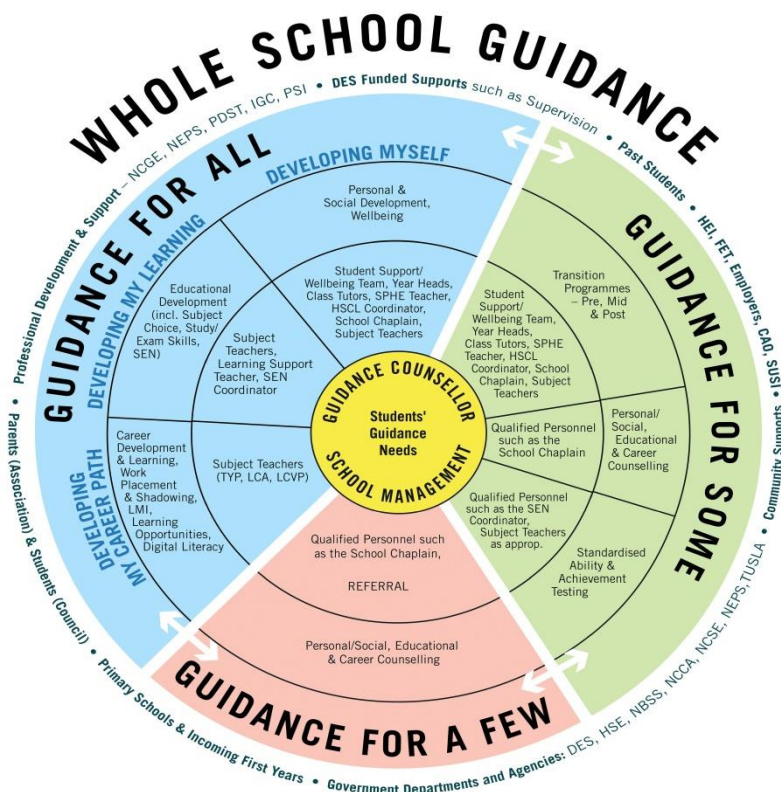 WHOLE SCHOOL GUIDANCE
• Professional Development & Support – NCGE, NEPS, PDST, IGC, PSI • DES Funded Supports such as Supervision • Past Students • HEI, FET, Employers, CAO, SUSI • Community Supports
Government Departments and Agencies: DES, HSE, NBSS, NCCA, NCSE, NEPS,TUSLA
• Primary Schools & Incoming First Years •
• Parents (Association) & Students (Council)
GUIDANCE FOR ALL
DEVELOPING MYSELF
Personal &
Social Development,
Wellbeing
Student Support/
Wellbeing Team, Year Heads,
Class Tutors, SPHE Teacher,
HSCL Coordinator,
School Chaplain,
Subject Teachers
DEVELOPING MY LEARNING
Educational
Development
(incl. Subject
Choice, Study/
Exam Skills,
SEN)
Subject
Teachers,
Learning Support
Teacher, SEN
Coordinator
DEVELOPING
MY CAREER PATH
Career
Development
& Learning, Work
Placement
& Shadowing,
LMI,
Learning
Opportunities,
Digital Literacy
Subject Teachers
(TYP, LCA, LCVP)
GUIDANCE COUNSELLOR
Students'
Guidance
Needs
SCHOOL MANAGEMENT
GUIDANCE FOR SOME
Transition
Programmes
– Pre, Mid
& Post
Student
Support/
Wellbeing Team,
Year Heads,
Class Tutors, SPHE
Teacher, HSCL
Coordinator, School
Chaplain, Subject
Teachers
Personal/
Social,
Educational
& Career
Counselling
Qualified Personnel
such as the
School Chaplain
Qualified Personnel
such as the SEN
Coordinator,
Subject Teachers
as approp.
Standardised
Ability &
Achievement
Testing
Qualified Personnel such
as the School Chaplain,
REFERRAL
Personal/Social, Educational
& Career Counselling
GUIDANCE FOR A FEW